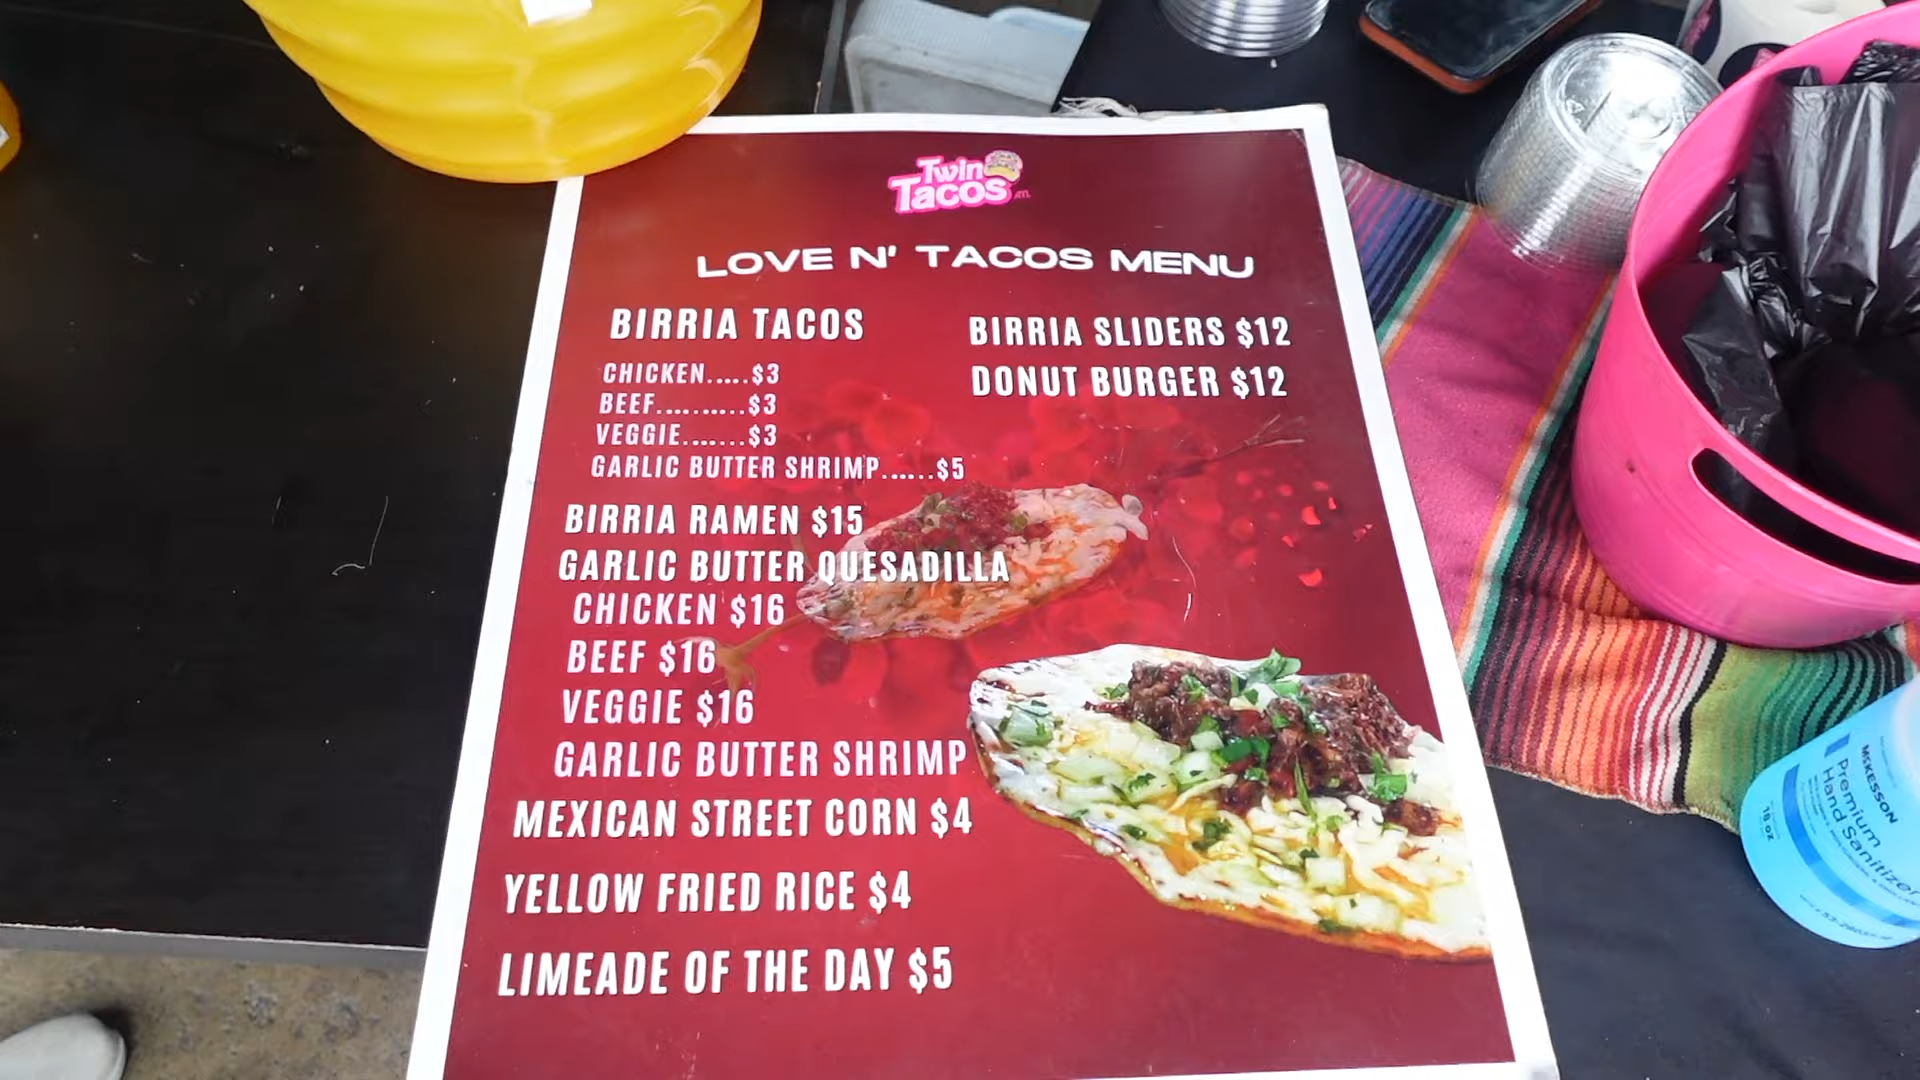 Twin
Tacos
LOVE N' TACOS MENU
BIRRIA TACOS
CHICKEN.....$3
BEEF..........$3
VEGGIE.......$3
GARLIC BUTTER SHRIMP......$5
BIRRIA RAMEN $15
GARLIC BUTTER QUESADILLA
CHICKEN $16
BEEF $16
VEGGIE $16
GARLIC BUTTER SHRIMP
MEXICAN STREET CORN $4
YELLOW FRIED RICE $4
LIMEADE OF THE DAY $5
BIRRIA SLIDERS $12
DONUT BURGER $12
MCKESSON
Premium
Hand Sanitizer
18 oz